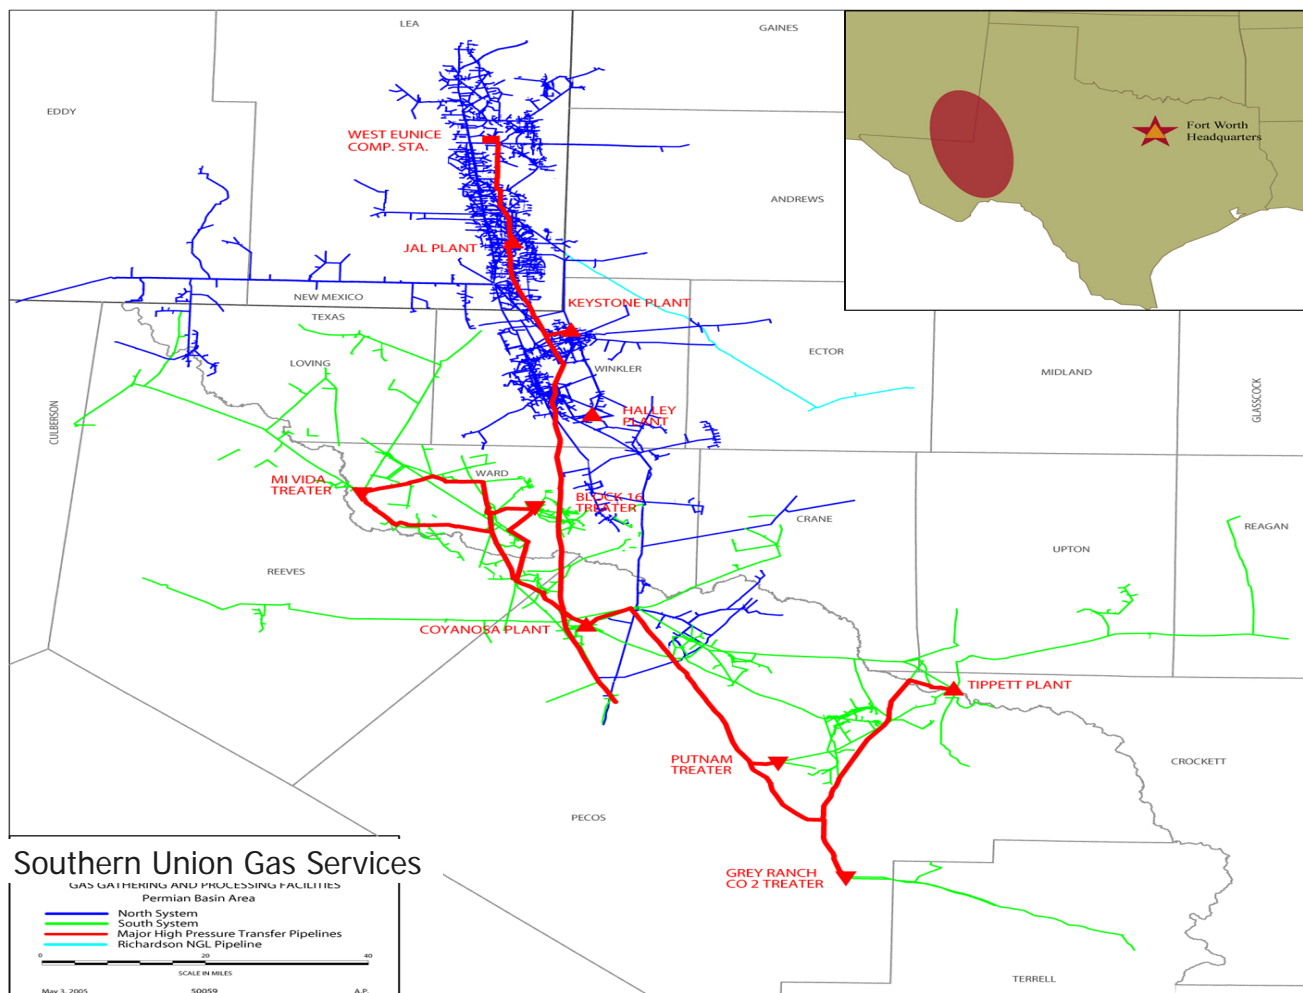 LEA
GAINES
EDDY
WEST EUNICE
COMP. STA.
Fort Worth
Headquarters
ANDREWS
JAL PLANT
NEW MEXICO
TEXAS
KEYSTONE PLANT
LOVING
WINKLER
ECTOR
MIDLAND
GLASSCOCK
CULBERSON
HALLEY
PLANT
MI VIDA
TREATER
WARD
BLOCK 16
TREATER
CRANE
REAGAN
UPTON
REEVES
COYANOSA PLANT
TIPPETT PLANT
PUTNAM
TREATER
CROCKETT
PECOS
GREY RANCH
CO 2 TREATER
TERRELL
Southern Union Gas Services
GAS GATHERING AND PROCESSING FACILITIES
Permian Basin Area
North System
South System
Major High Pressure Transfer Pipelines
Richardson NGL Pipeline
0 20 40
SCALE IN MILES
May 3, 2005 S0059 A.P.